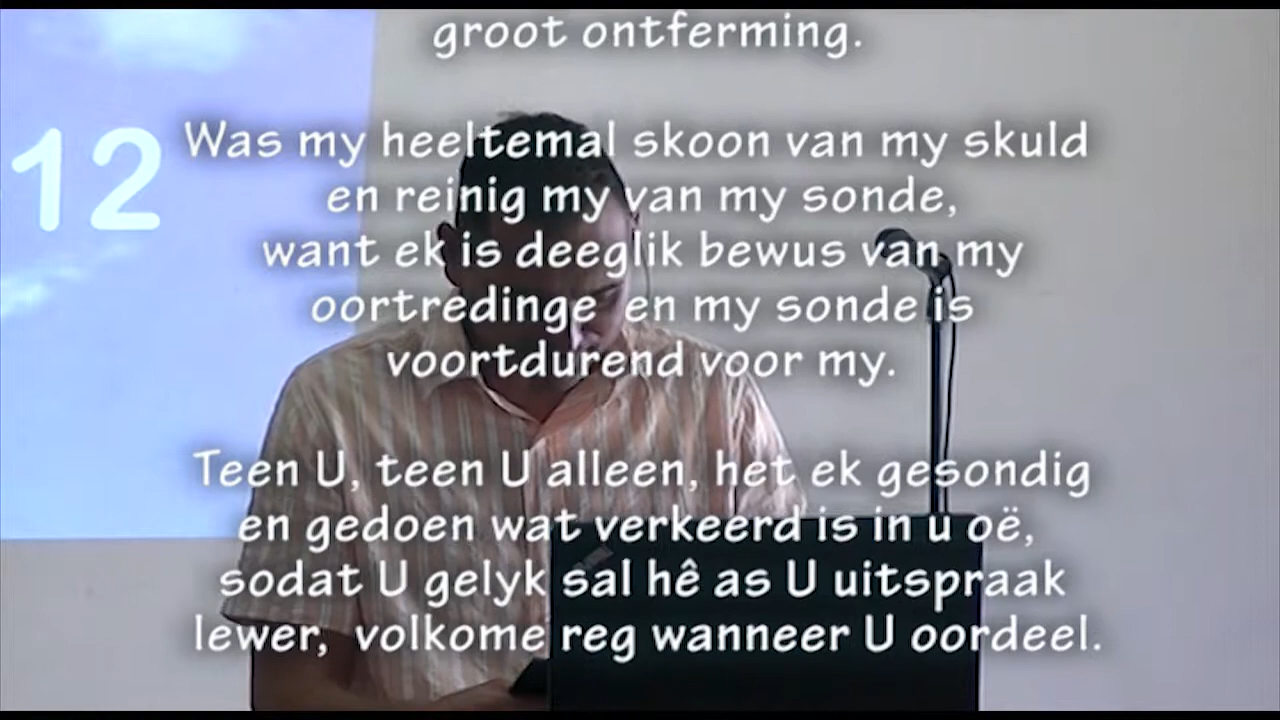 groot ontferming.
12
Was my heeltemal skoon van my skuld
en reinig my van my sonde,
want ek is deeglik bewus van my
oortredinge en my sonde is
voortdurend voor my.
Teen U, teen U alleen, het ek gesondig
en gedoen wat verkeerd is in u oë,
sodat U gelyk sal hê as U uitspraak
lewer, volkome reg wanneer U oordeel.